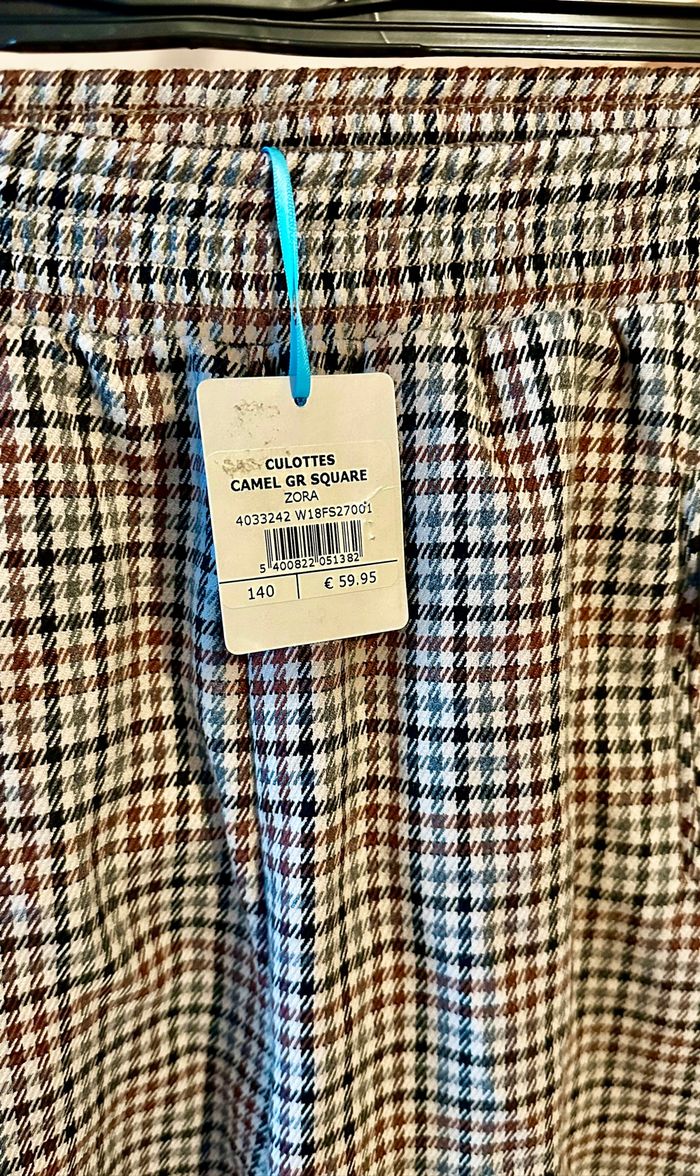 CULOTTES
CAMEL GR SQUARE
ZORA
4033242 W18FS27001
5 400822 051382
140 € 59.95